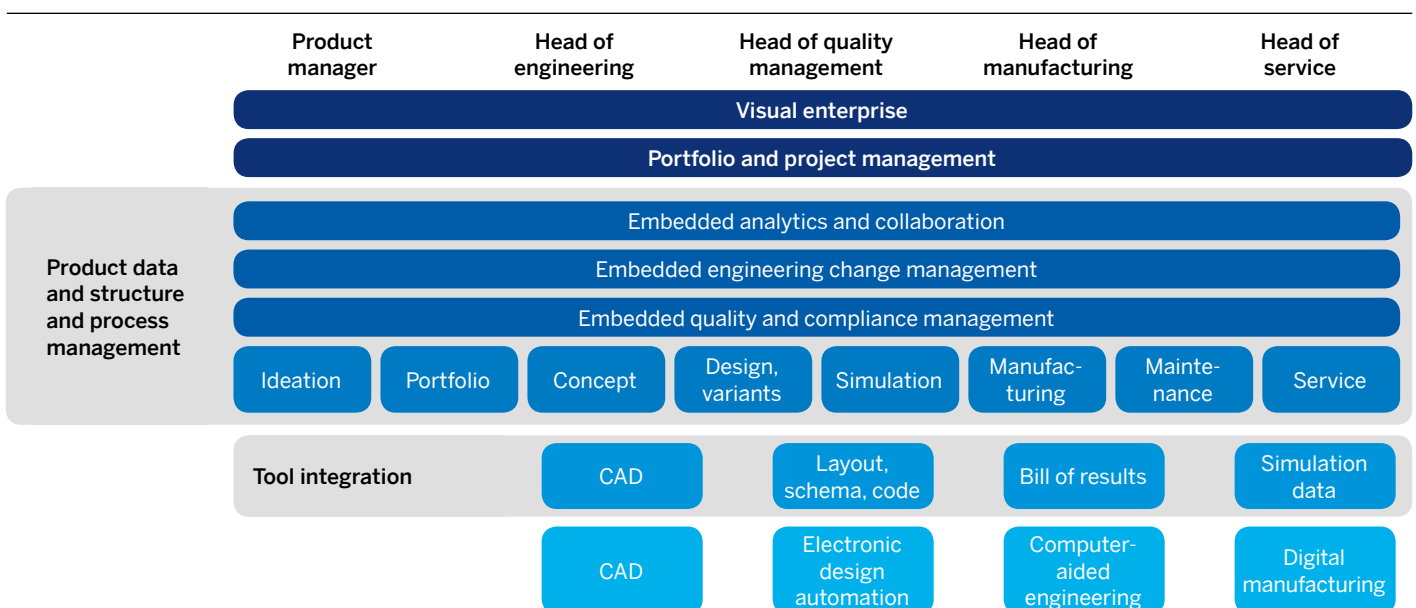 Product
manager
Head of
engineering
Head of quality
management
Head of
manufacturing
Head of
service
Visual enterprise
Portfolio and project management
Product data
and structure
and process
management
Embedded analytics and collaboration
Embedded engineering change management
Embedded quality and compliance management
Ideation
Portfolio
Concept
Design,
variants
Simulation
Manufac-
turing
Mainte-
nance
Service
Tool integration
CAD
Layout,
schema, code
Bill of results
Simulation
data
CAD
Electronic
design
automation
Computer-
aided
engineering
Digital
manufacturing